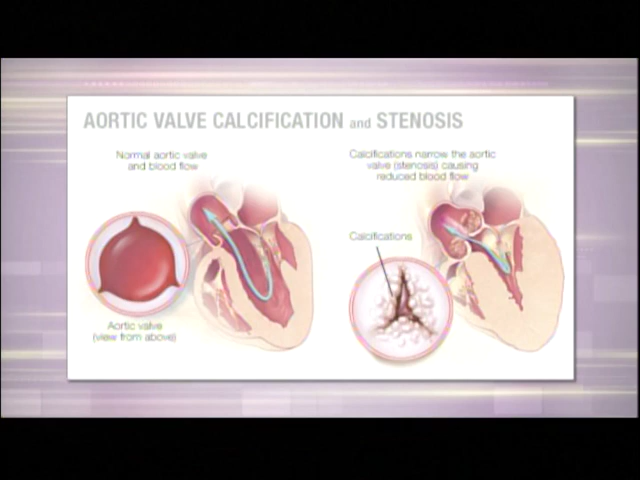 AORTIC VALVE CALCIFICATION and STENOSIS
Normal aortic valve
and blood flow
Calcifications narrow the aortic
valve (stenosis) causing
reduced blood flow
Calcifications
Aortic valve
(view from above)